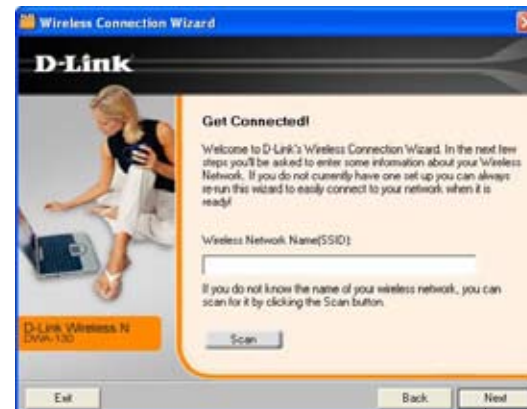 Wireless Connection Wizard
D-Link
Get Connected!
Welcome to D-Link's Wireless Connection Wizard. In the next few
steps you'll be asked to enter some information about your Wireless
Network. If you do not currently have one set up you can always
re-run this wizard to easily connect to your network when it is
ready!
Wireless Network Name(SSID):
If you do not know the name of your wireless network, you can
scan for it by clicking the Scan button.
Scan
D-Link Wireless N
DWA-130
Exit
Back
Next